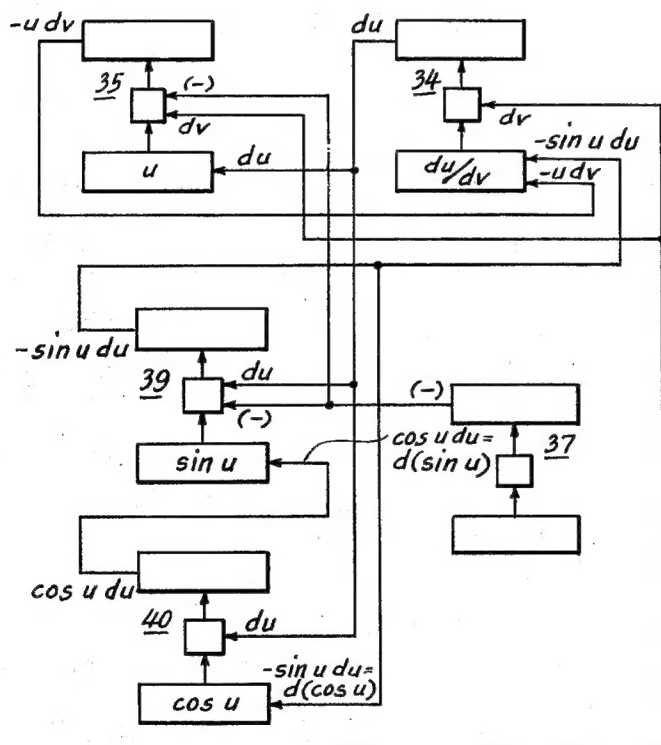 -u dv
du
35
(-)
dv
34
dv
-sin u du
-u dv
u
du
du/dv
-sin u du
39
du
(-)
(-)
37
cos u du =
d(sin u)
sin u
cos u du
40
du
-sin u du =
d(cos u)
cos u